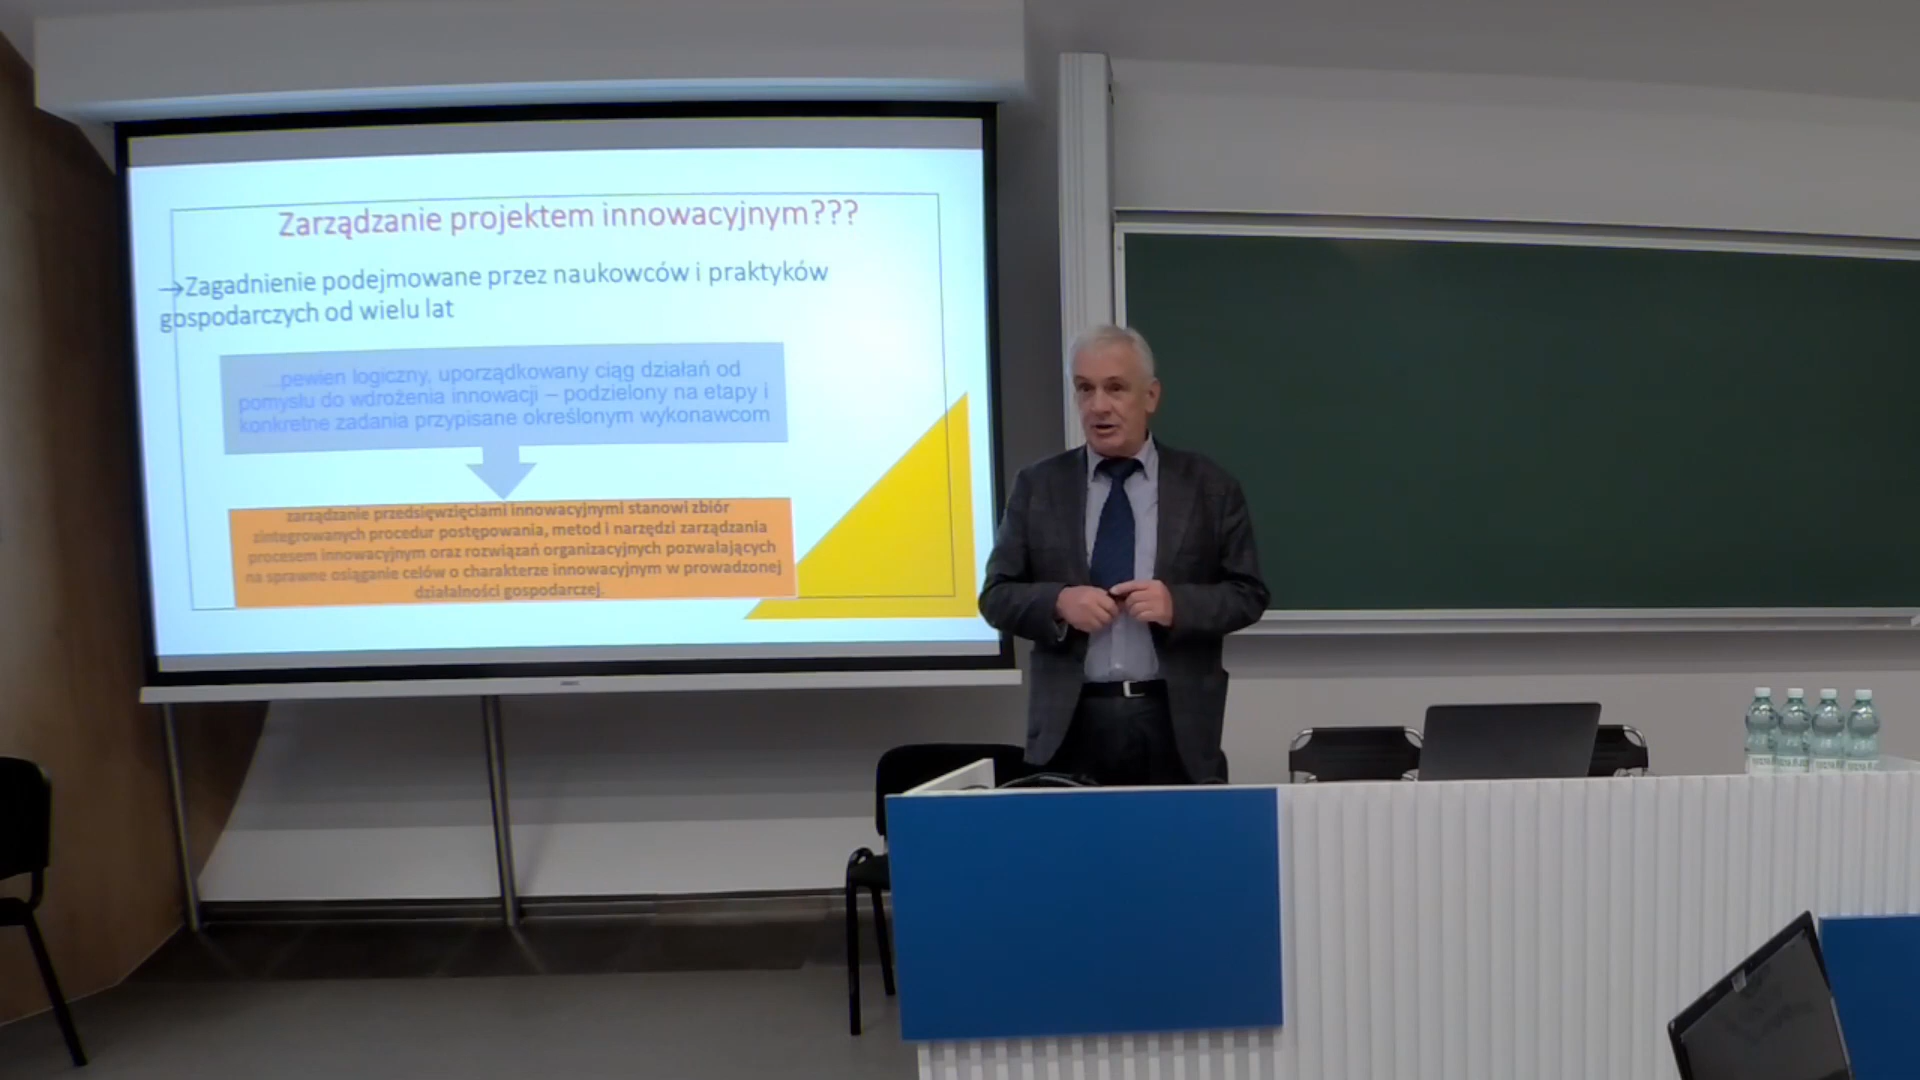 Zarządzanie projektem innowacyjnym???
→Zagadnienie podejmowane przez naukowców i praktyków
gospodarczych od wielu lat
...pewien logiczny, uporządkowany ciąg działań od
pomysłu do wdrożenia innowacji – podzielony na etapy i
konkretne zadania przypisane określonym wykonawcom
zarządzanie przedsięwzięciami innowacyjnymi stanowi zbiór
zintegrowanych procedur postępowania, metod i narzędzi zarządzania
procesem innowacyjnym oraz rozwiązań organizacyjnych pozwalających
na sprawne osiąganie celów o charakterze innowacyjnym w prowadzonej
działalności gospodarczej.